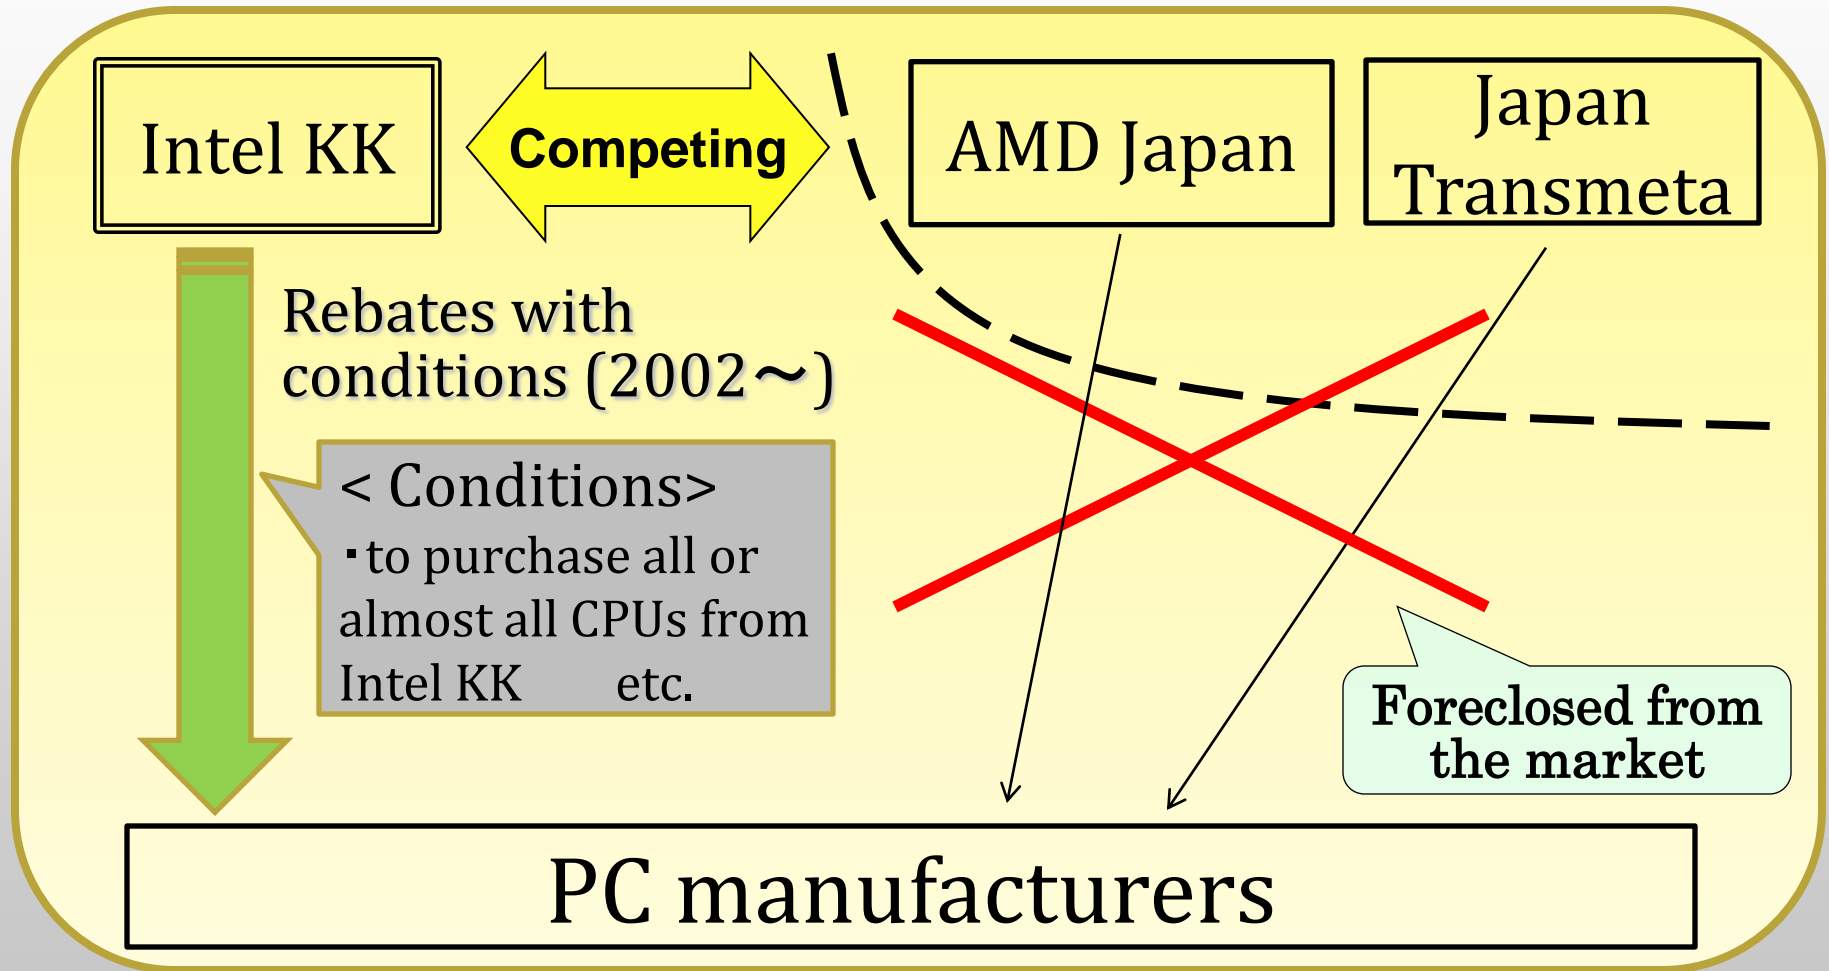 Intel KK
Competing
AMD Japan
Japan
Transmeta
Rebates with
conditions (2002～)
< Conditions>
・to purchase all or
almost all CPUs from
Intel KK etc.
Foreclosed from
the market
PC manufacturers